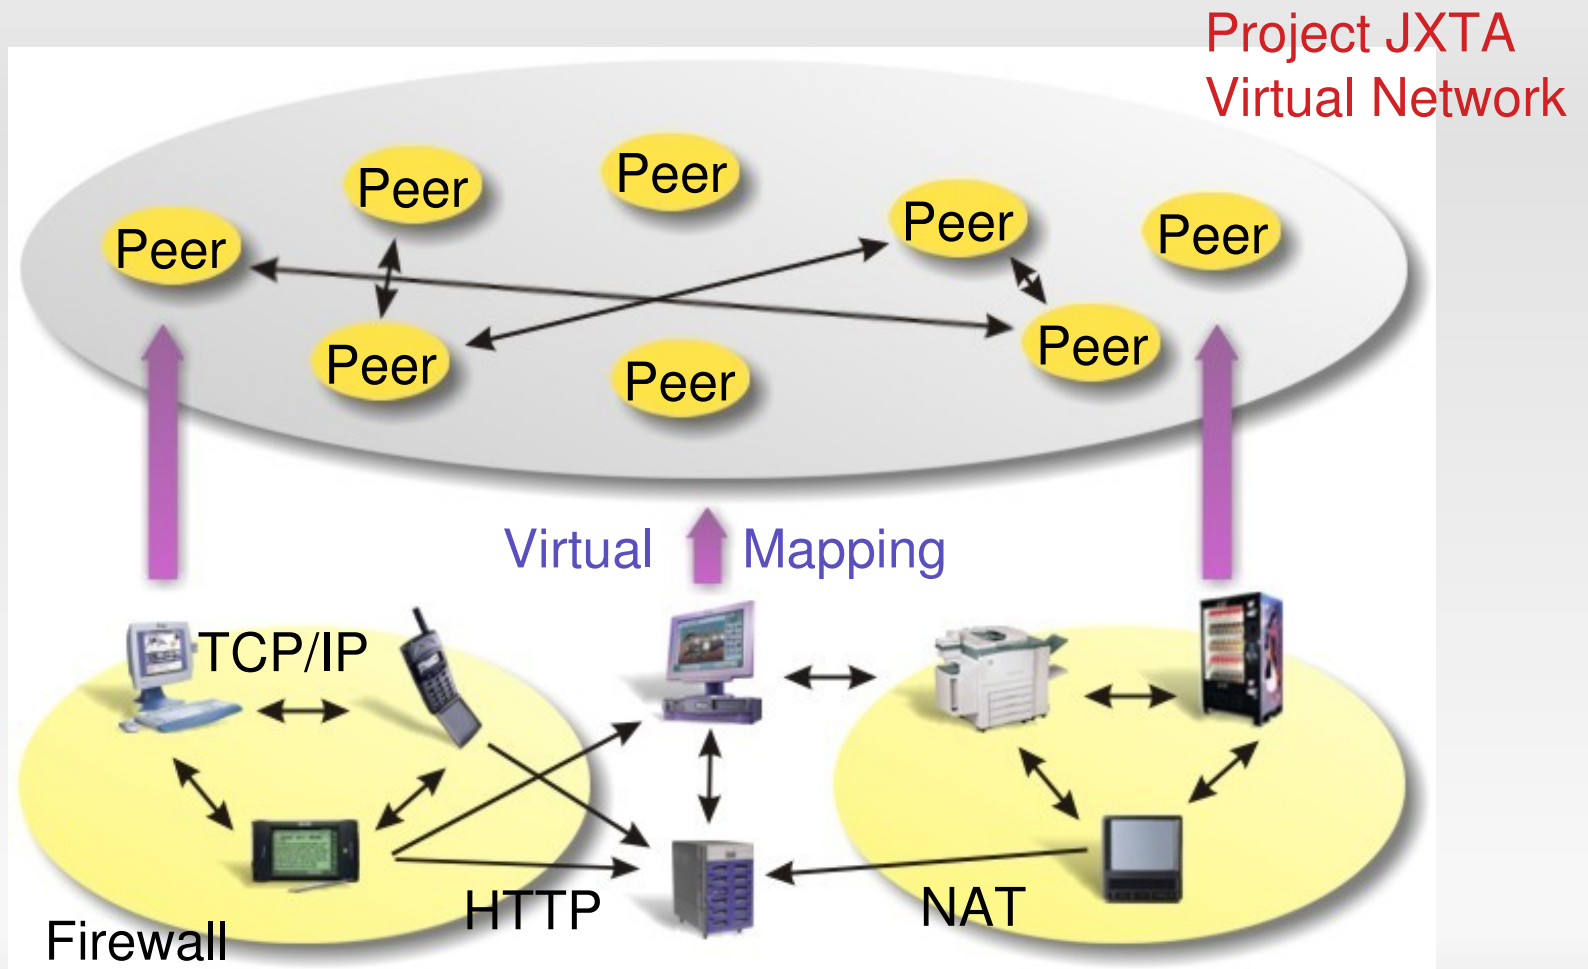 Project JXTA
Virtual Network
Peer
Peer
Peer
Peer
Peer
Peer
Peer
Peer
Peer
Virtual Mapping
TCP/IP
HTTP
NAT
Firewall